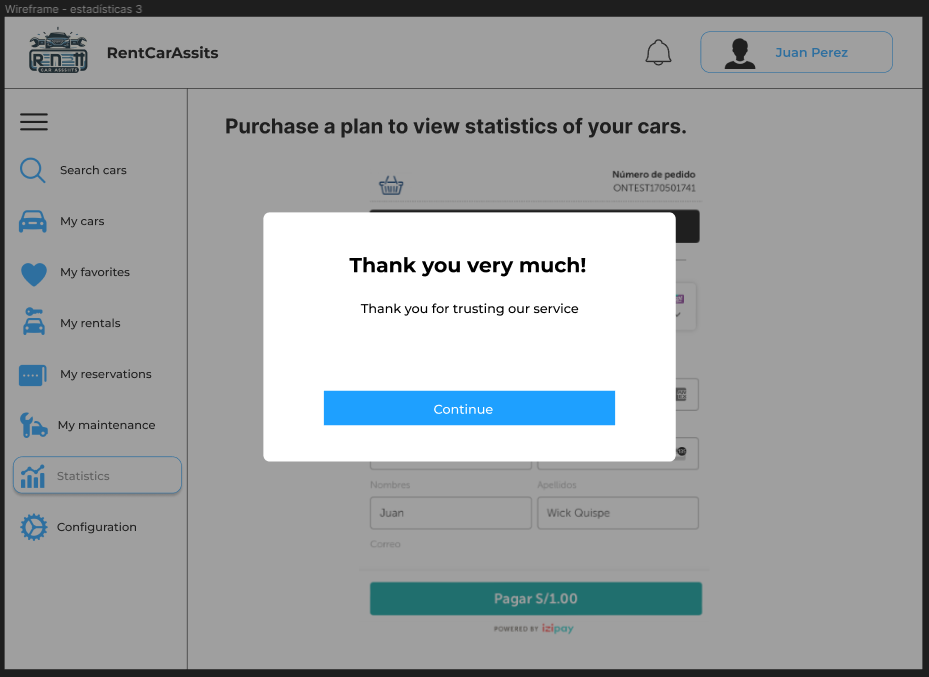 Wireframe - estadísticas 3
RENT
CAR ASSITS
RentCarAssits
Juan Perez
Purchase a plan to view statistics of your cars.
Search cars
My cars
My favorites
My rentals
My reservations
My maintenance
Statistics
Configuration
Número de pedido
ONTEST170501741
Thank you very much!
Thank you for trusting our service
Continue
Nombres
Apellidos
Juan
Wick Quispe
Correo
Pagar S/1.00
POWERED BY izipay